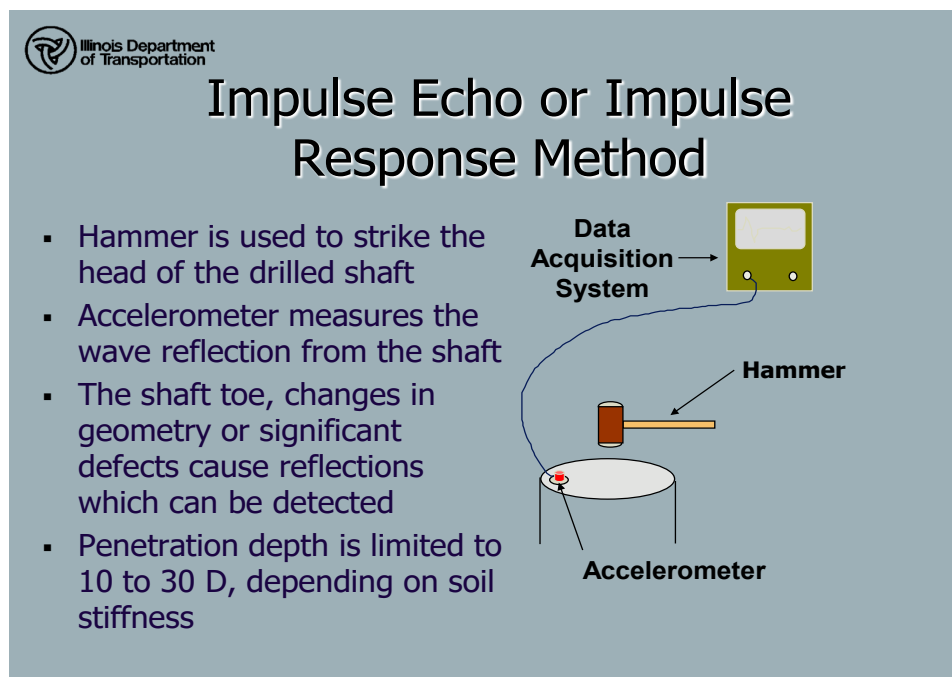 Illinois Department
of Transportation
Impulse Echo or Impulse
Response Method
▪ Hammer is used to strike the
head of the drilled shaft
▪ Accelerometer measures the
wave reflection from the shaft
▪ The shaft toe, changes in
geometry or significant
defects cause reflections
which can be detected
▪ Penetration depth is limited to
10 to 30 D, depending on soil
stiffness
Data
Acquisition
System
Hammer
Accelerometer